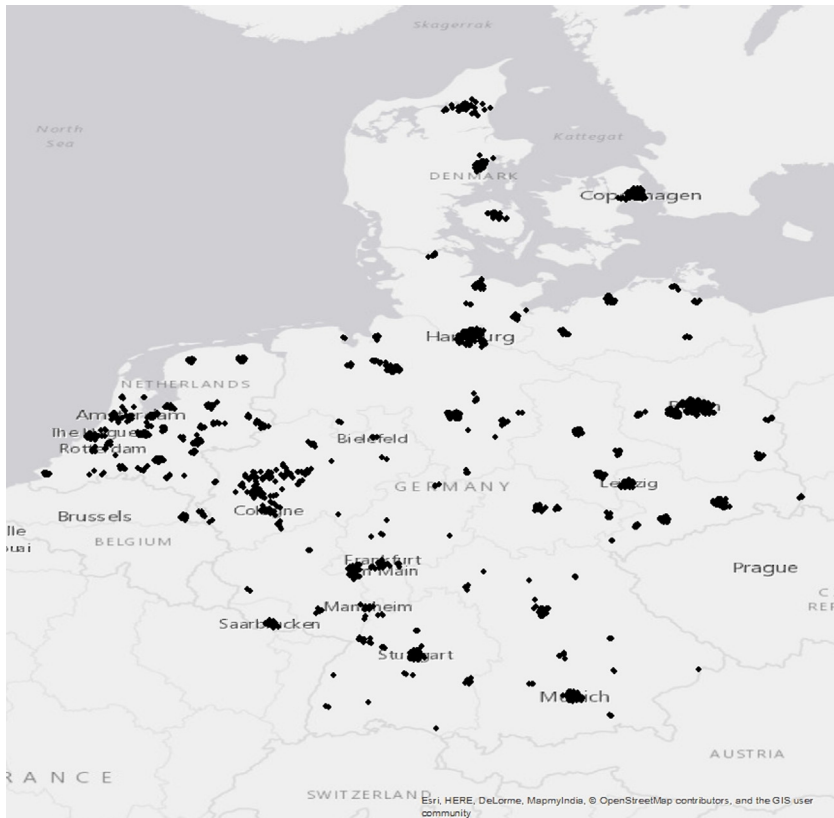 Skagerrak
North
Sea
Kattegat
DENMARK
Copenhagen
Hamburg
NETHERLANDS
Amsterdam
The Hague
Rotterdam
Bielefeld
GERMANY
Leipzig
Brussels
Cologne
BELGIUM
lle
Frankfurt
Main
Prague
Mannheim
Saarbrucken
Stuttgart
Munich
AUSTRIA
RANCE
SWITZERLAND
Esri, HERE, DeLorme, MapmyIndia, © OpenStreetMap contributors, and the GIS user
community